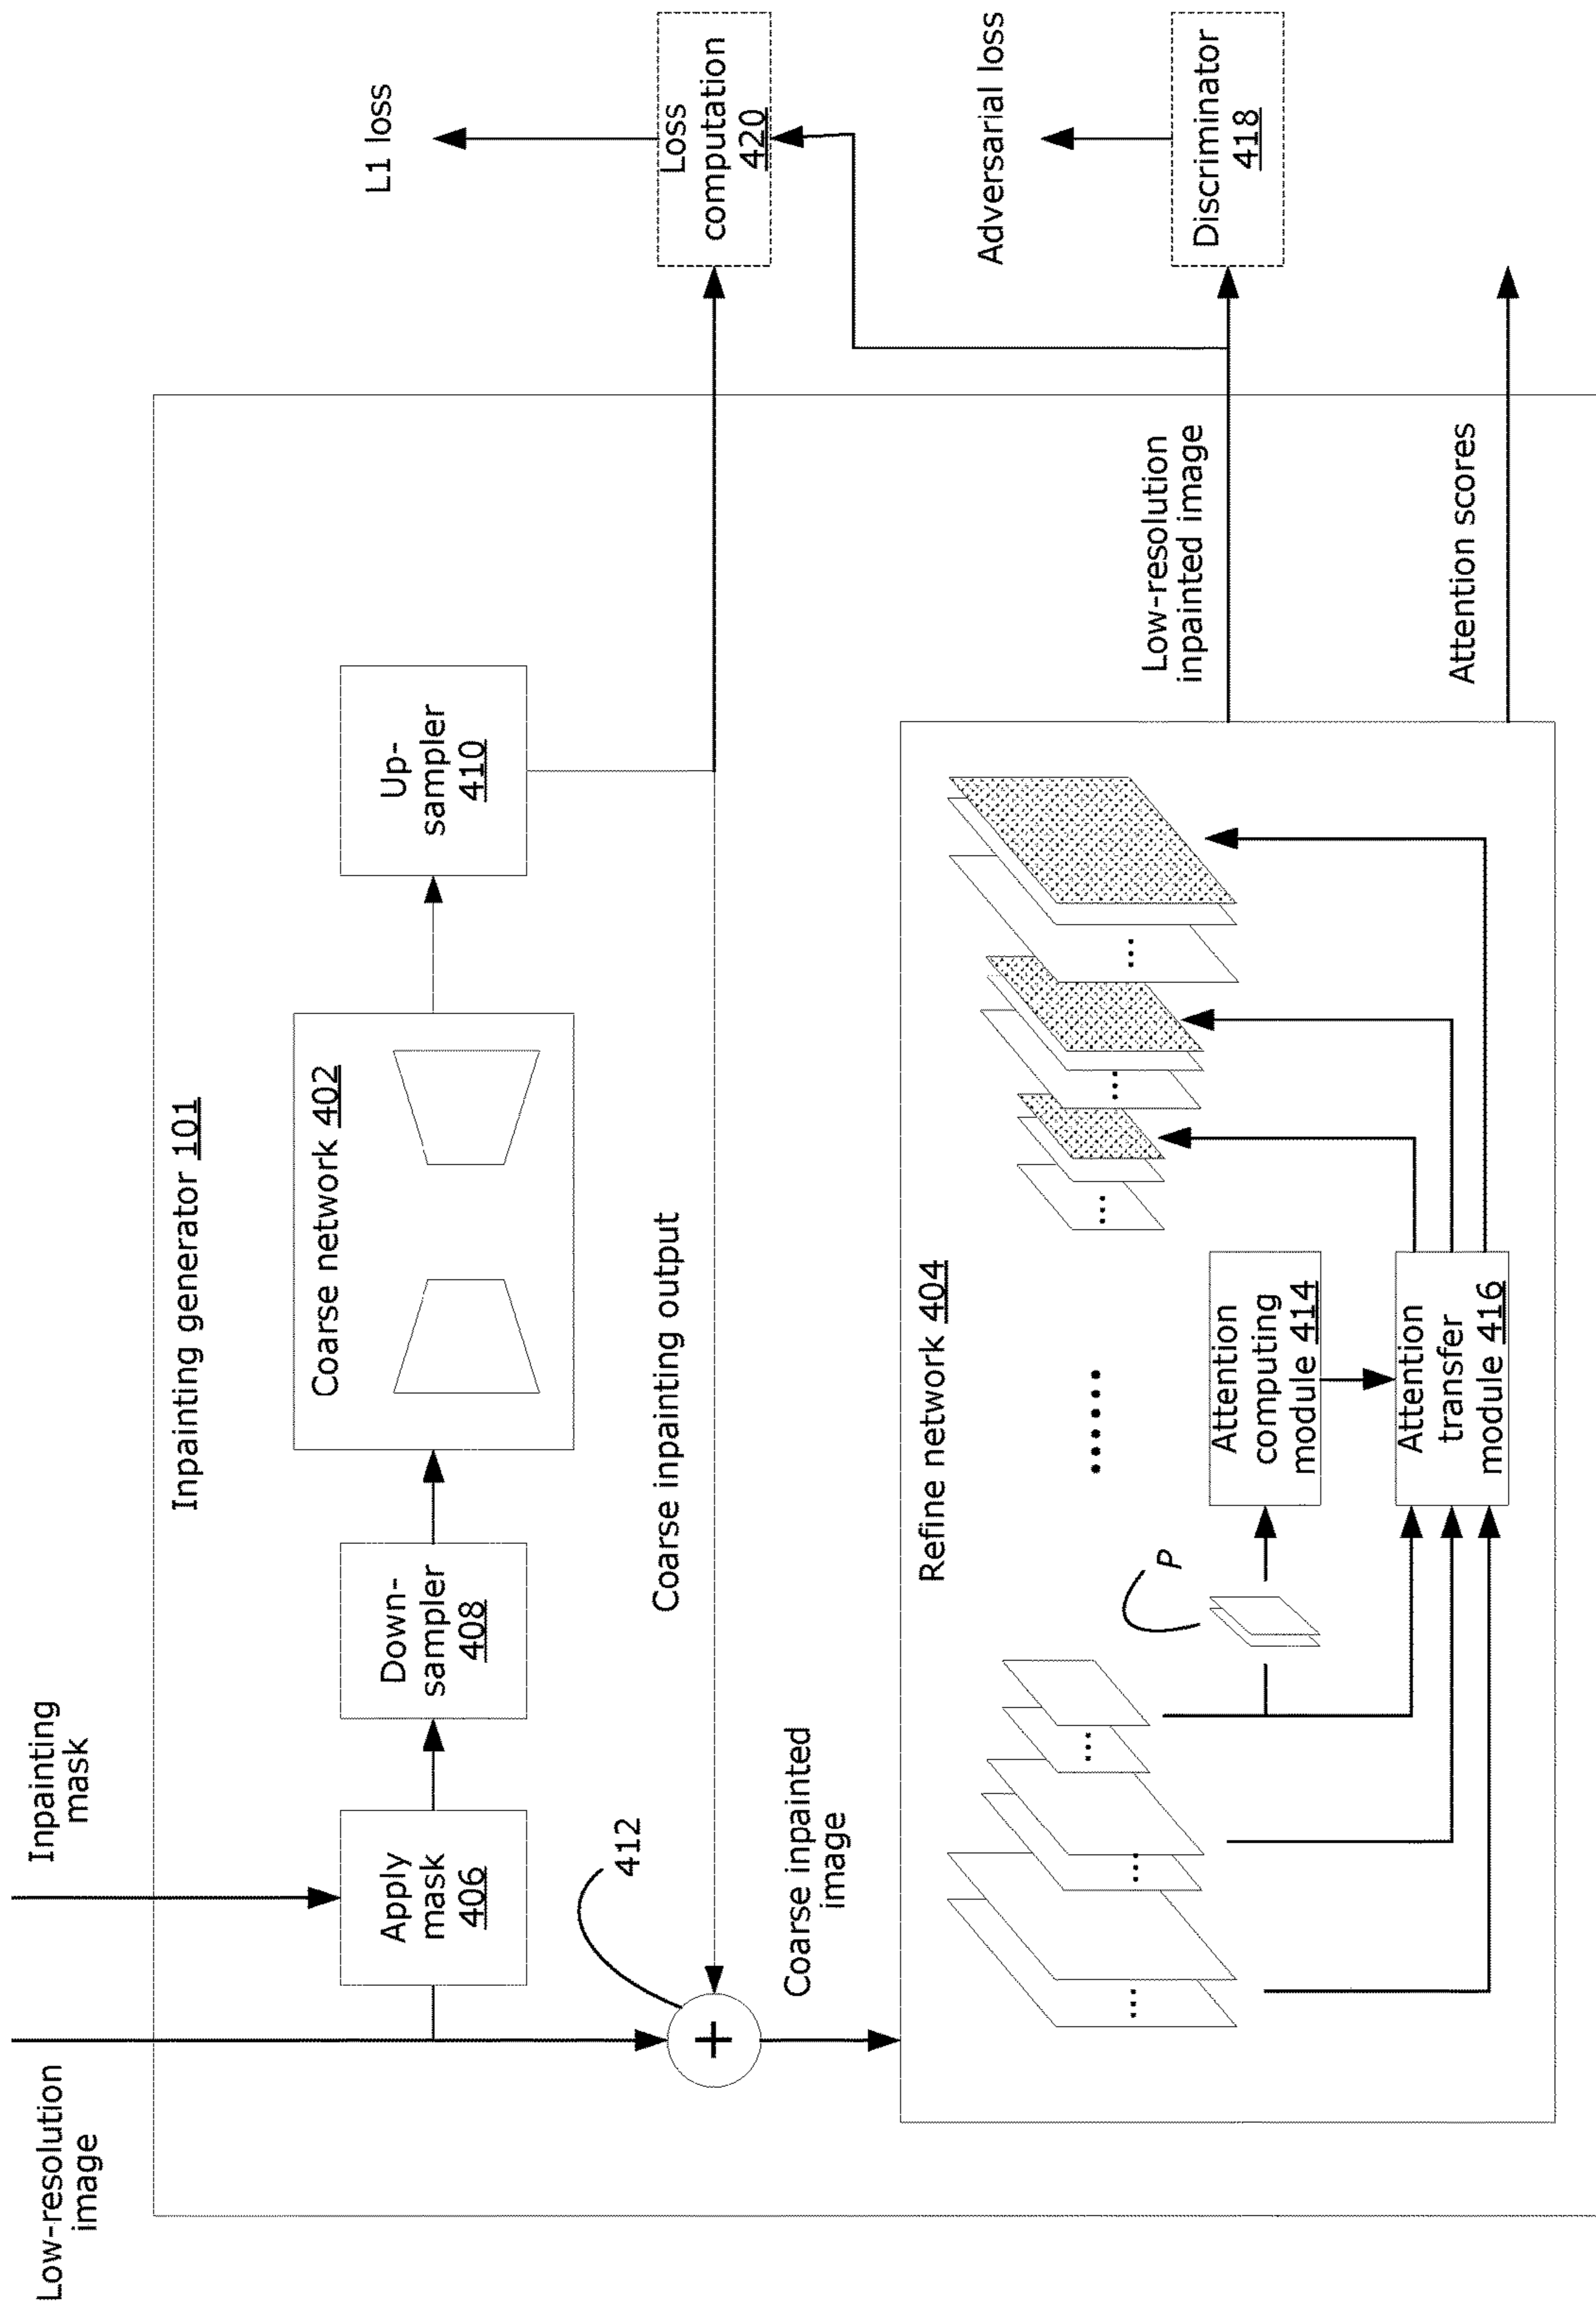 Low-resolution
image
Inpainting
mask
Inpainting generator 101
Apply
mask 406
Down-
sampler
408
Coarse network 402
Up-
sampler
410
L1 loss
412
Coarse inpainting output
Loss
computation
420
Coarse inpainted
image
Refine network 404
P
Attention
computing
module 414
Attention
transfer
module 416
Low-resolution
inpainted image
Adversarial loss
Discriminator
418
Attention scores